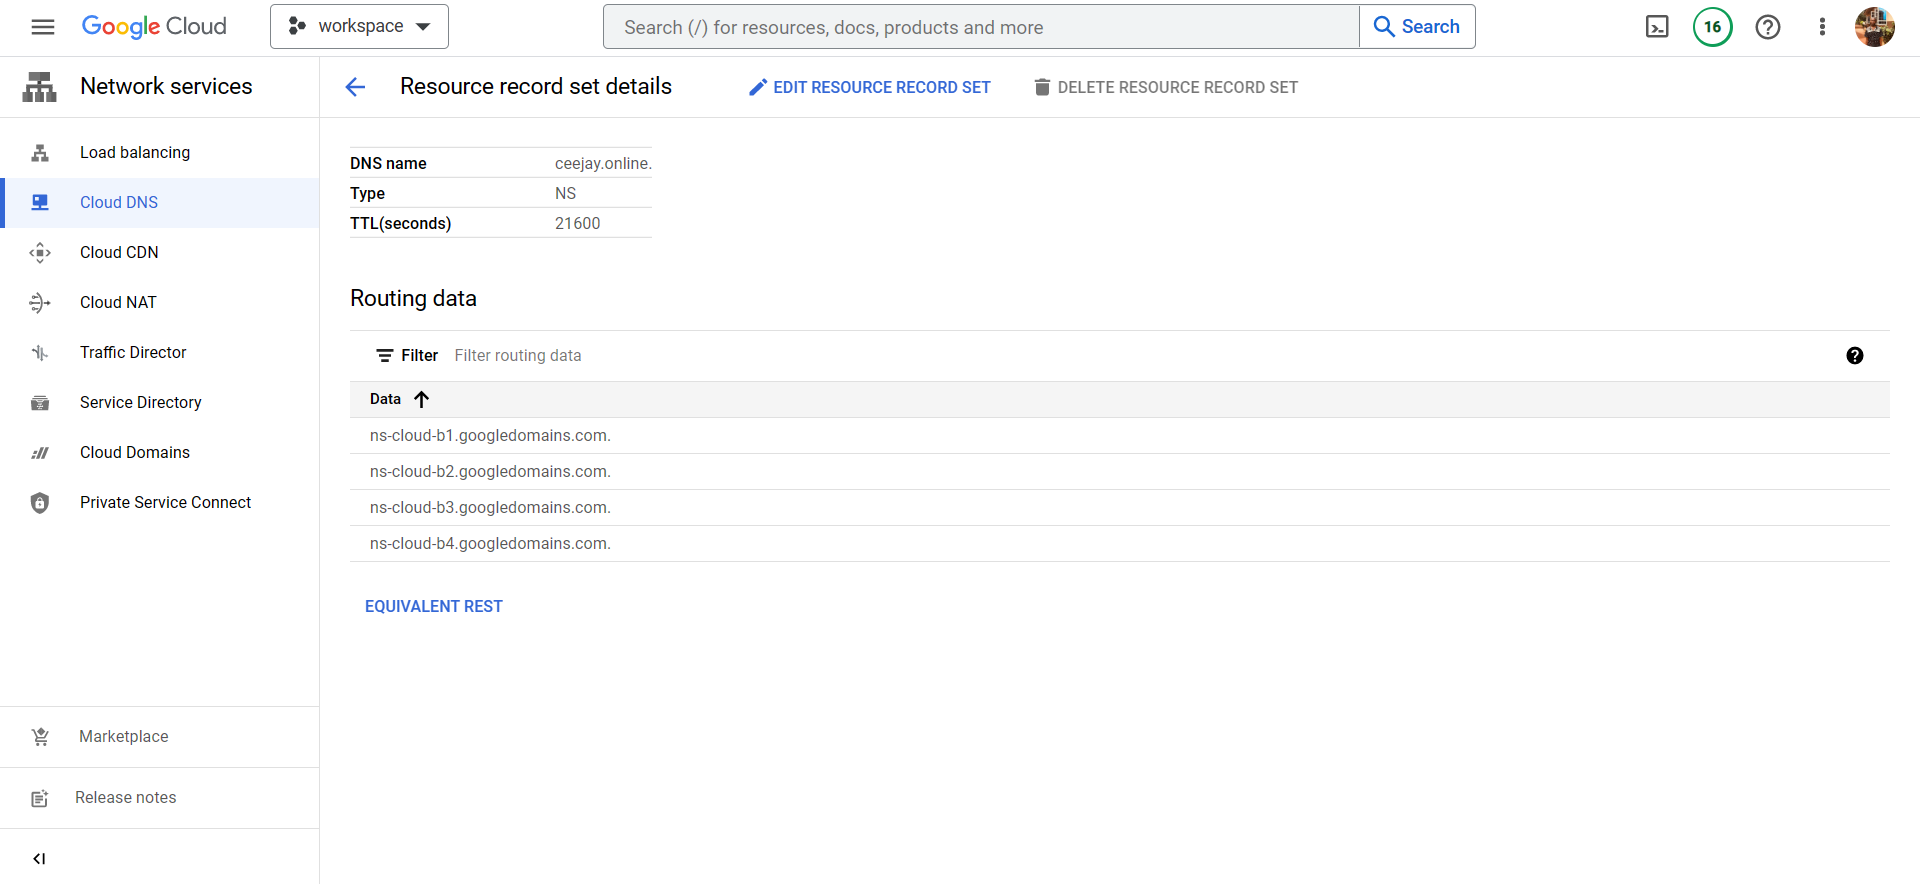 Google Cloud
workspace
Search (/) for resources, docs, products and more
Search
16
Network services
Resource record set details
EDIT RESOURCE RECORD SET
DELETE RESOURCE RECORD SET
Load balancing
Cloud DNS
Cloud CDN
Cloud NAT
Traffic Director
Service Directory
Cloud Domains
Private Service Connect
Marketplace
Release notes
DNS name ceejay.online.
Type NS
TTL(seconds) 21600
Routing data
Filter Filter routing data
Data
ns-cloud-b1.googledomains.com.
ns-cloud-b2.googledomains.com.
ns-cloud-b3.googledomains.com.
ns-cloud-b4.googledomains.com.
EQUIVALENT REST